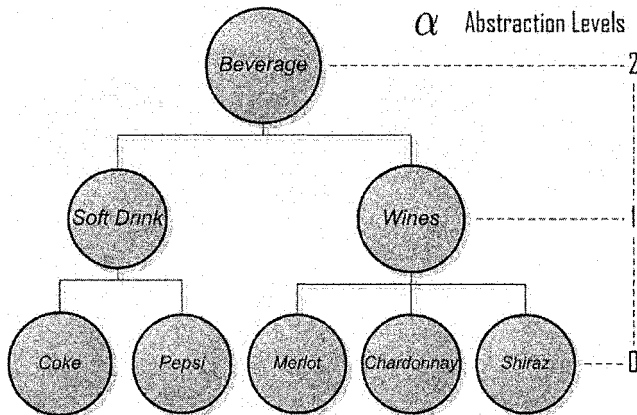 α Abstraction Levels
Beverage 2
Soft Drink Wines 1
Coke Pepsi Merlot Chardonnay Shiraz 0